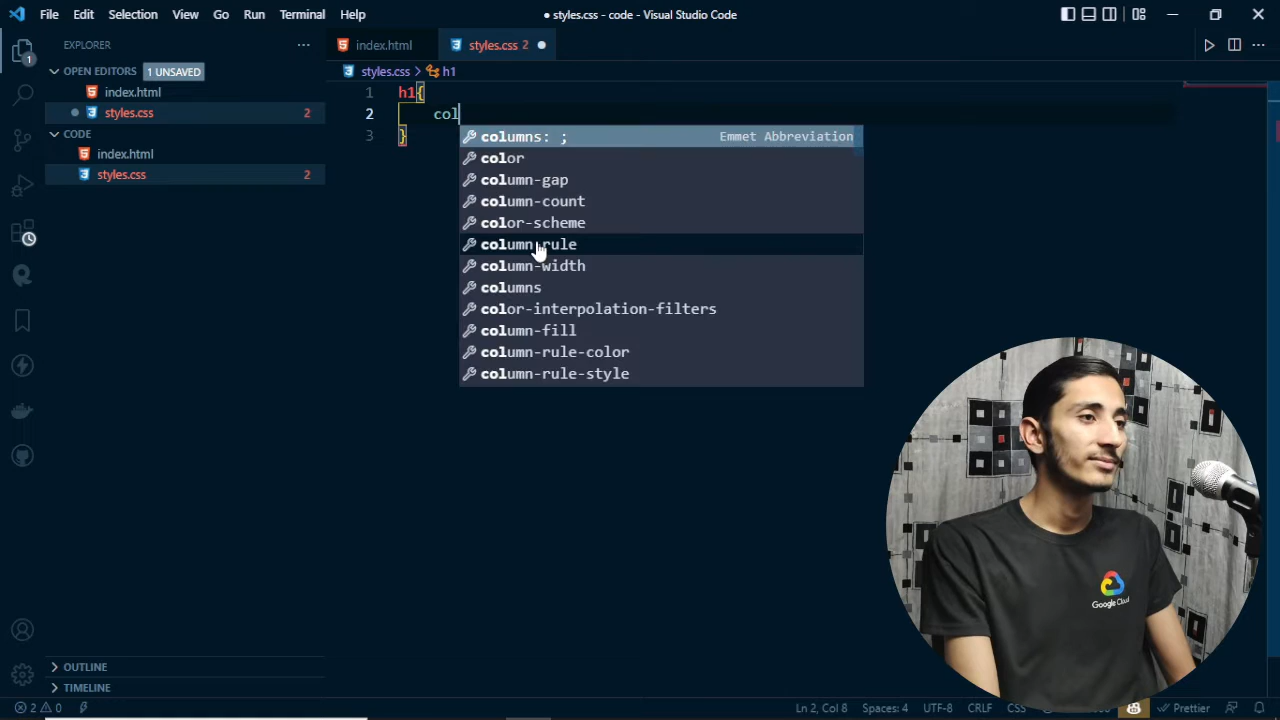 File Edit Selection View Go Run Terminal Help
● styles.css - code - Visual Studio Code
EXPLORER
OPEN EDITORS 1 UNSAVED
index.html
styles.css 2
CODE
index.html
styles.css 2
OUTLINE
TIMELINE
index.html
styles.css 2
styles.css > h1
1 h1{
2 col
3 }
columns: ; Emmet Abbreviation
color
column-gap
column-count
color-scheme
column-rule
column-width
columns
color-interpolation-filters
column-fill
column-rule-color
column-rule-style
Google Cloud
2 0
Ln 2, Col 8 Spaces: 4 UTF-8 CRLF CSS Prettier
1